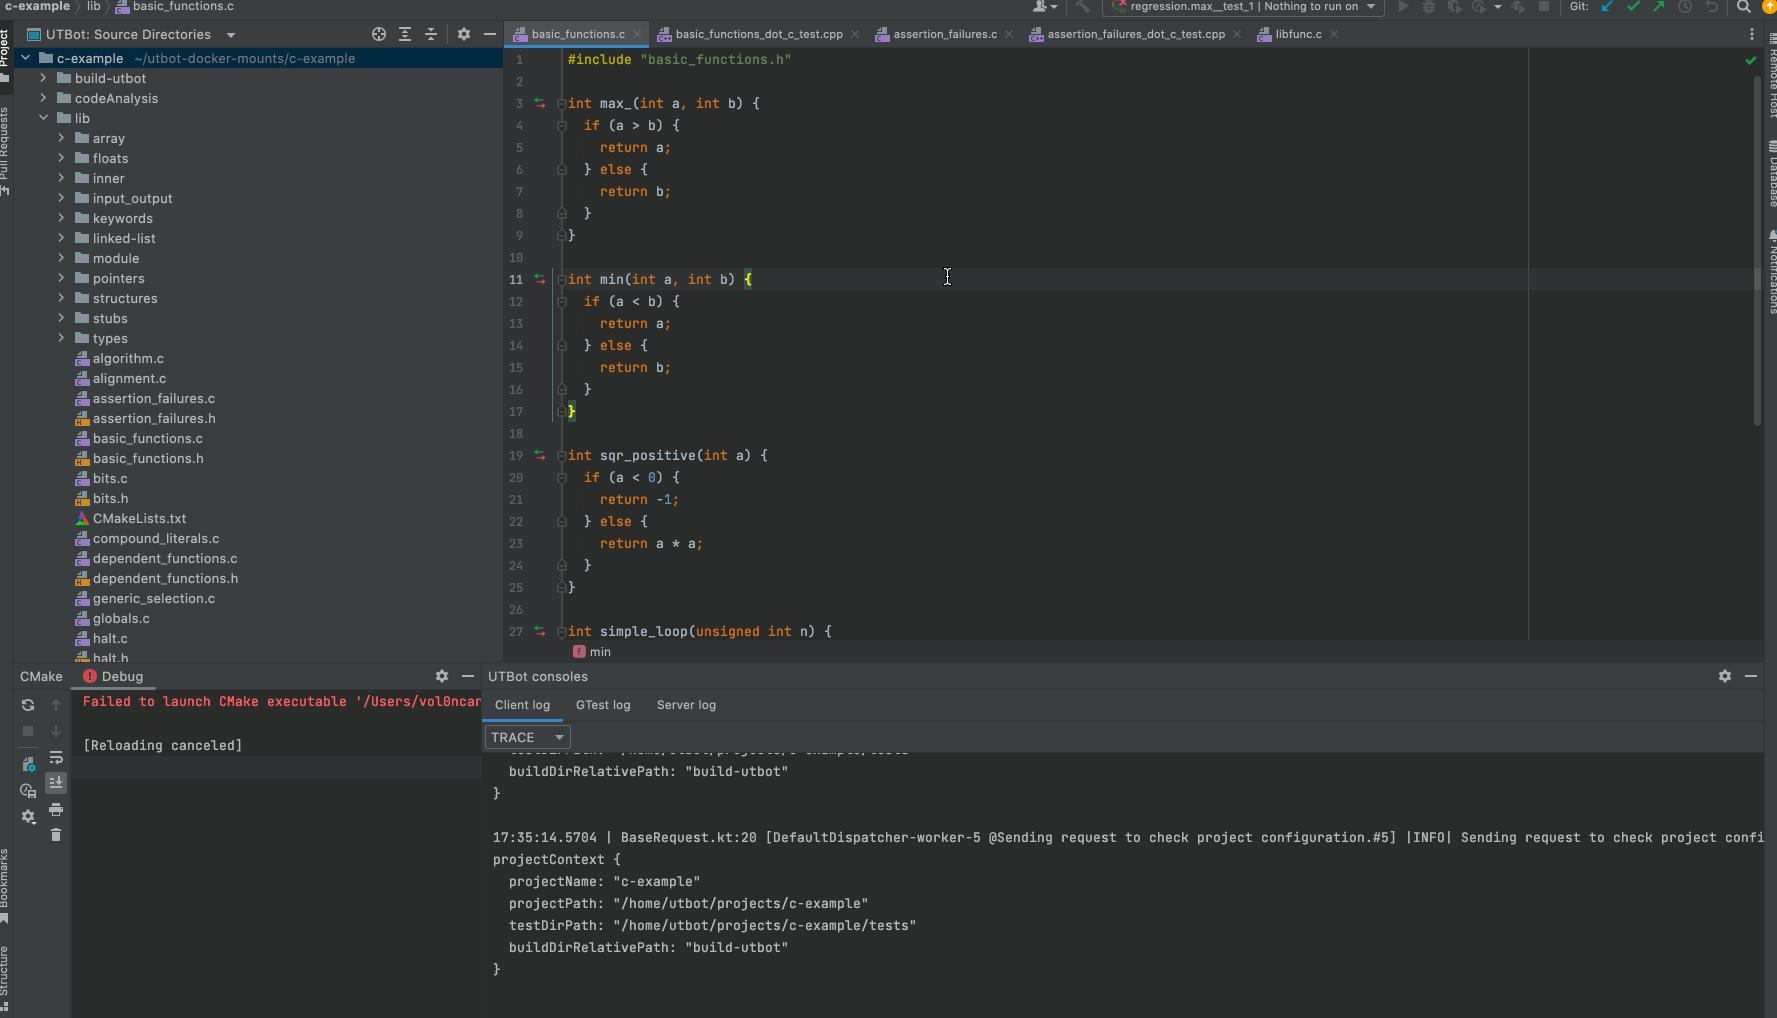 c-example lib basic_functions.c
regression.max__test_1 | Nothing to run on
Git:
Project
Pull Requests
Bookmarks
Structure
UTBot: Source Directories
c-example ~/utbot-docker-mounts/c-example
build-utbot
codeAnalysis
lib
array
floats
inner
input_output
keywords
linked-list
module
pointers
structures
stubs
types
algorithm.c
alignment.c
assertion_failures.c
assertion_failures.h
basic_functions.c
basic_functions.h
bits.c
bits.h
CMakeLists.txt
compound_literals.c
dependent_functions.c
dependent_functions.h
generic_selection.c
globals.c
halt.c
halt.h
basic_functions.c
basic_functions_dot_c_test.cpp
assertion_failures.c
assertion_failures_dot_c_test.cpp
libfunc.c
1 #include "basic_functions.h"
2
3 int max_(int a, int b) {
4 if (a > b) {
5 return a;
6 } else {
7 return b;
8 }
9 }
10
11 int min(int a, int b) {
12 if (a < b) {
13 return a;
14 } else {
15 return b;
16 }
17 }
18
19 int sqr_positive(int a) {
20 if (a < 0) {
21 return -1;
22 } else {
23 return a * a;
24 }
25 }
26
27 int simple_loop(unsigned int n) {
f min
Remote Host
Database
Notifications
CMake Debug
Failed to launch CMake executable '/Users/vol0ncar
[Reloading canceled]
UTBot consoles
Client log GTest log Server log
TRACE
buildDirRelativePath: "build-utbot"
}
17:35:14.5704 | BaseRequest.kt:20 [DefaultDispatcher-worker-5 @Sending request to check project configuration.#5] |INFO| Sending request to check project confi
projectContext {
projectName: "c-example"
projectPath: "/home/utbot/projects/c-example"
testDirPath: "/home/utbot/projects/c-example/tests"
buildDirRelativePath: "build-utbot"
}